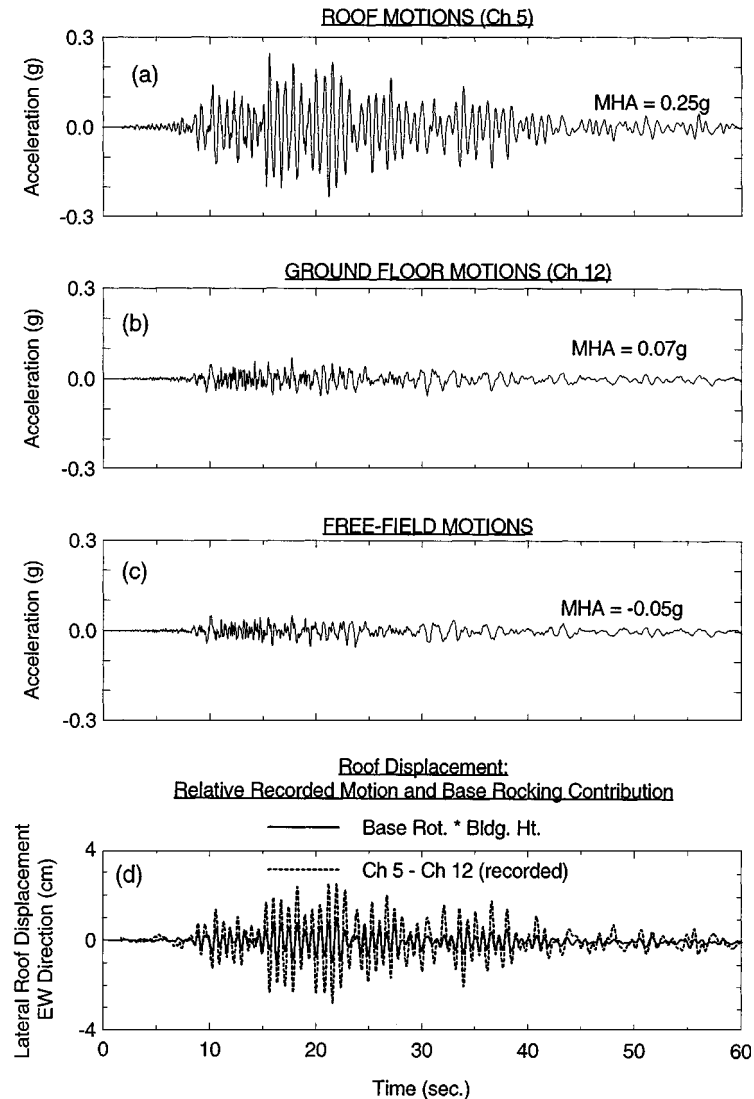 ROOF MOTIONS (Ch 5)
0.3
(a)
MHA = 0.25g
Acceleration (g)
0.0
-0.3
GROUND FLOOR MOTIONS (Ch 12)
0.3
(b)
MHA = 0.07g
Acceleration (g)
0.0
-0.3
FREE-FIELD MOTIONS
0.3
(c)
MHA = -0.05g
Acceleration (g)
0.0
-0.3
Roof Displacement:
Relative Recorded Motion and Base Rocking Contribution
Base Rot. * Bldg. Ht.
4
(d)
Ch 5 - Ch 12 (recorded)
Lateral Roof Displacement
EW Direction (cm)
0
-4
0 10 20 30 40 50 60
Time (sec.)